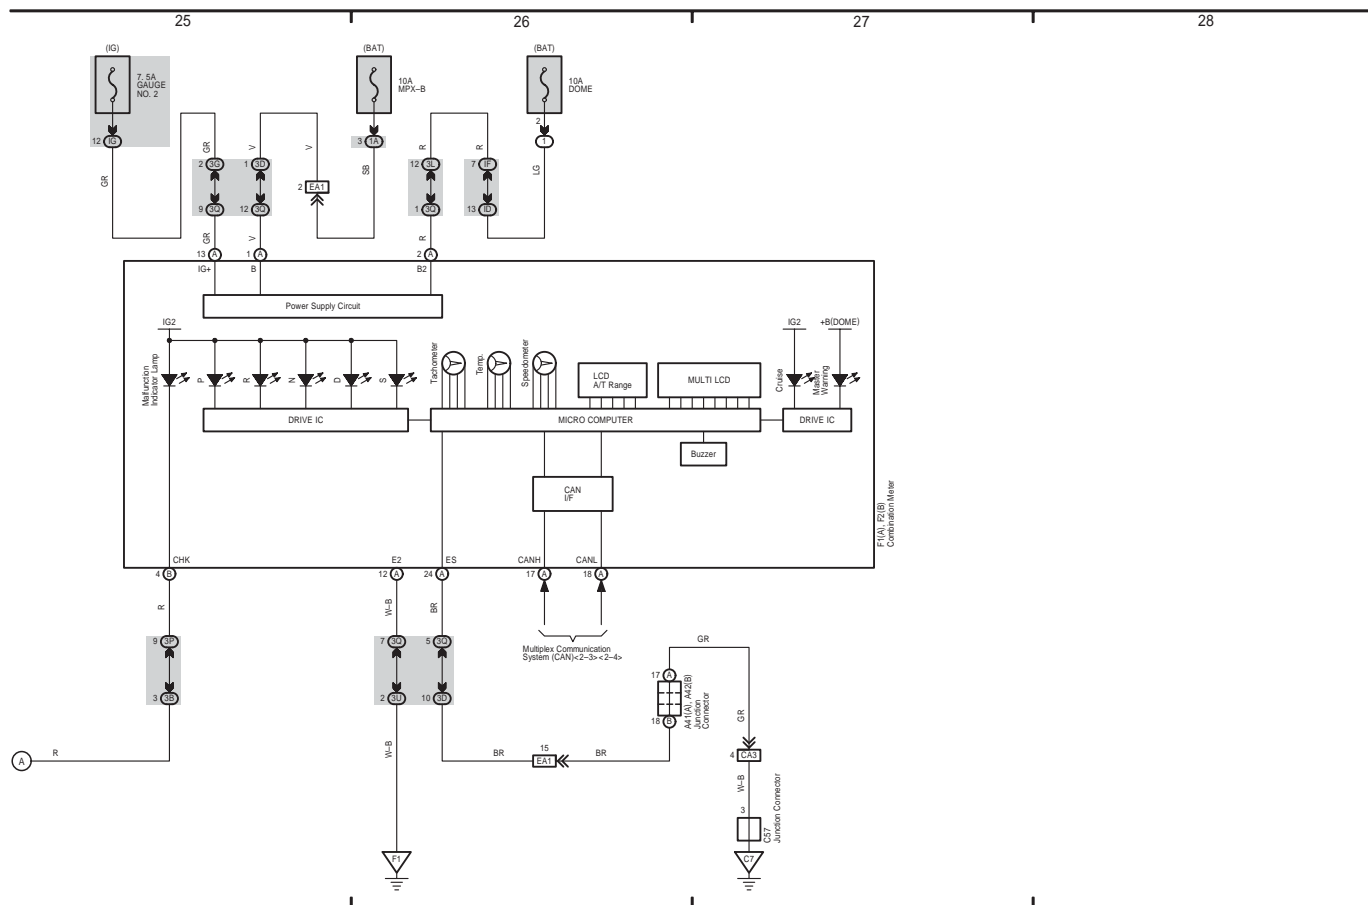 25
26
27
28
(IG)
(BAT)
(BAT)
7. 5A
GAUGE
NO. 2
10A
MPX–B
10A
DOME
2
12 IG
3 1A
1
GR
GR
V
V
SB
R
R
LG
2 3G
1 3D
2 EA1
12 3L
7 IF
9 3Q
12 3Q
1 3Q
13 ID
GR
V
R
13 A
1 A
2 A
IG+
B
B2
Power Supply Circuit
IG2
IG2
+B(DOME)
Malfunction
Indicator Lamp
P
R
N
D
S
Tachometer
Temp.
Speedometer
LCD
A/T Range
MULTI LCD
Cruise
Master
Warning
DRIVE IC
MICRO COMPUTER
DRIVE IC
Buzzer
CAN
I/F
F1(A), F2(B)
Combination Meter
CHK
E2
ES
CANH
CANL
4 B
12 A
24 A
17 A
18 A
R
W–B
BR
9 3P
7 3Q
5 3Q
Multiplex Communication
System (CAN)<2–3><2–4>
GR
17 A
3 3B
2 3U
10 3D
18 B
A41(A), A42(B)
Junction
Connector
GR
A
R
W–B
BR
15
EA1
BR
4 CA3
W–B
3
C57
Junction Connector
F1
C7